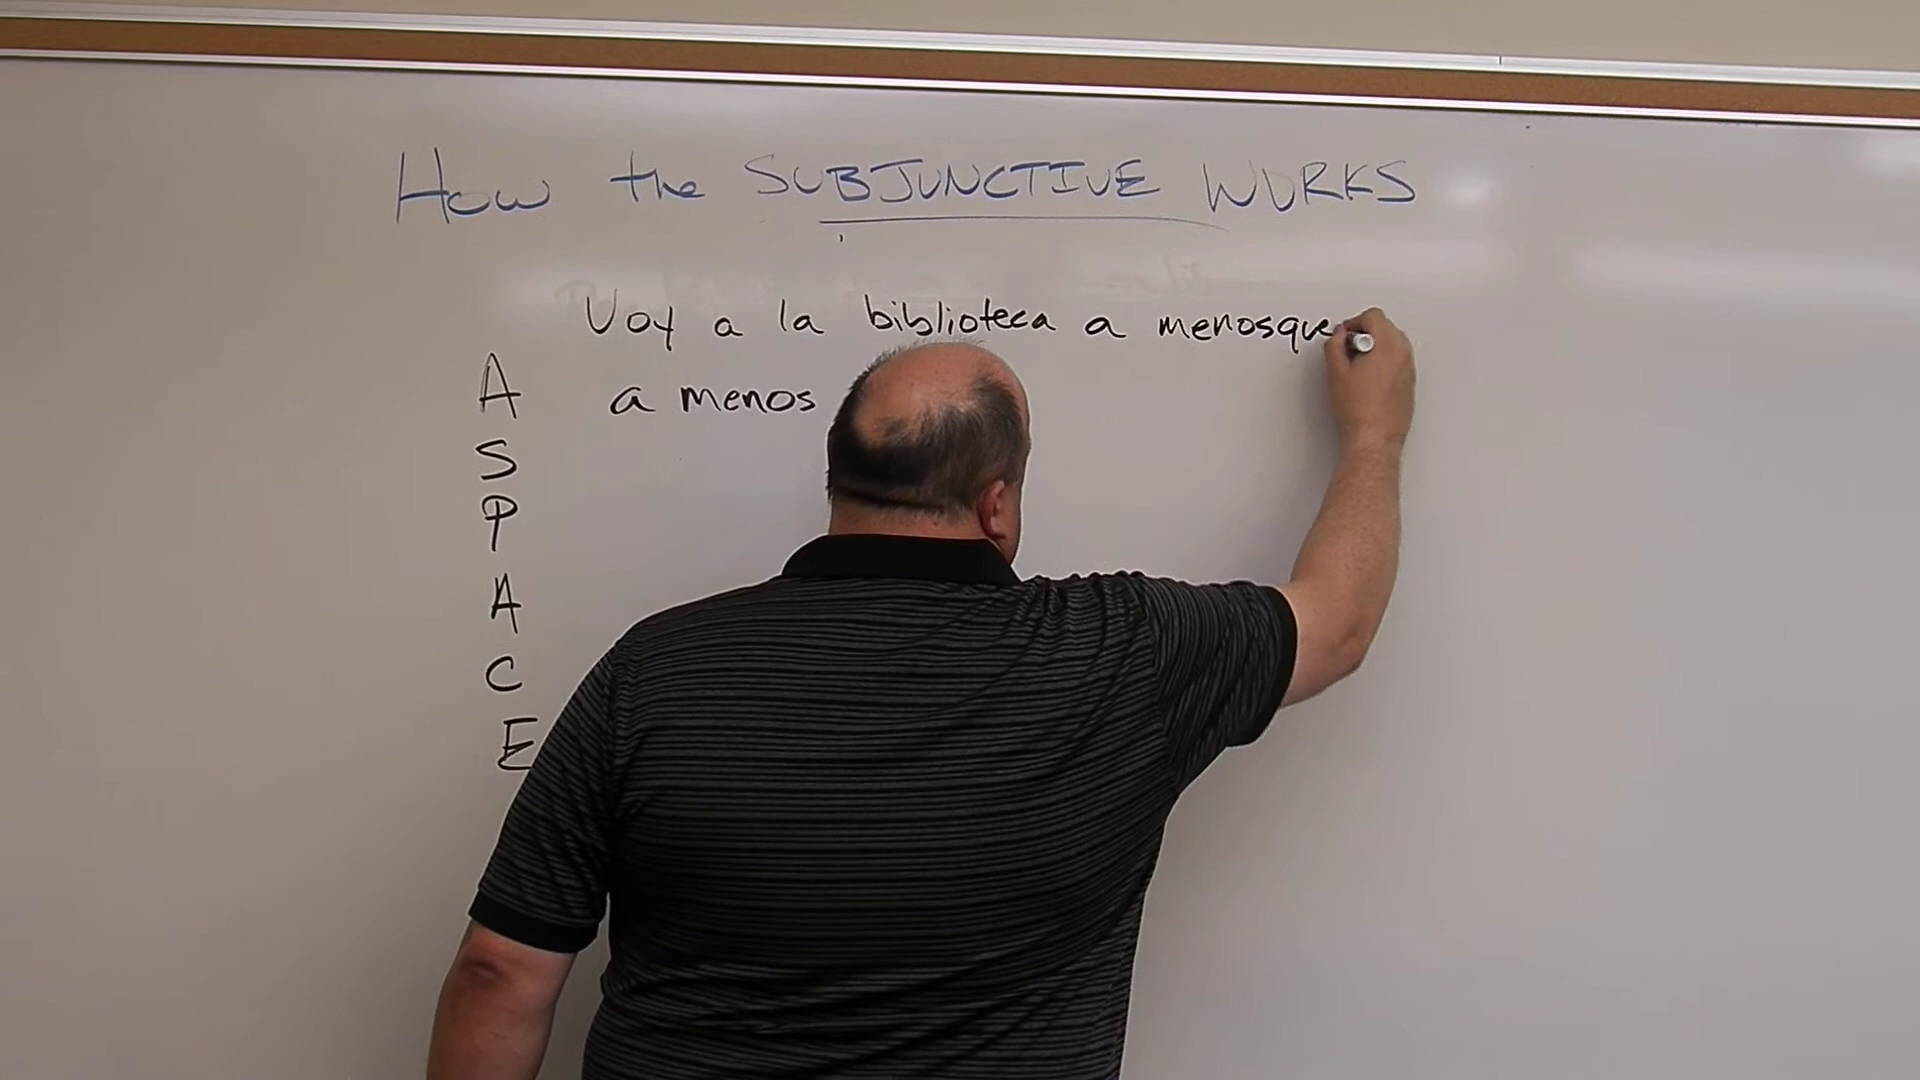 How the SUBJUNCTIVE WORKS
Voy a la biblioteca a menosque
A a menos
S
P
A
C
E